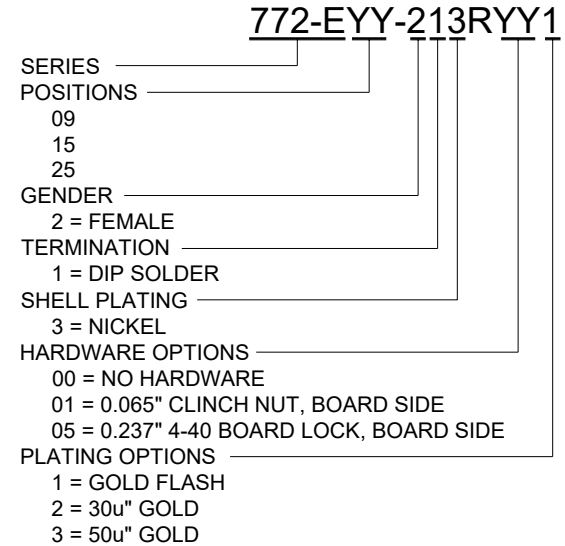 772-EYY-213RYY1
SERIES
POSITIONS
09
15
25
GENDER
2 = FEMALE
TERMINATION
1 = DIP SOLDER
SHELL PLATING
3 = NICKEL
HARDWARE OPTIONS
00 = NO HARDWARE
01 = 0.065" CLINCH NUT, BOARD SIDE
05 = 0.237" 4-40 BOARD LOCK, BOARD SIDE
PLATING OPTIONS
1 = GOLD FLASH
2 = 30u" GOLD
3 = 50u" GOLD